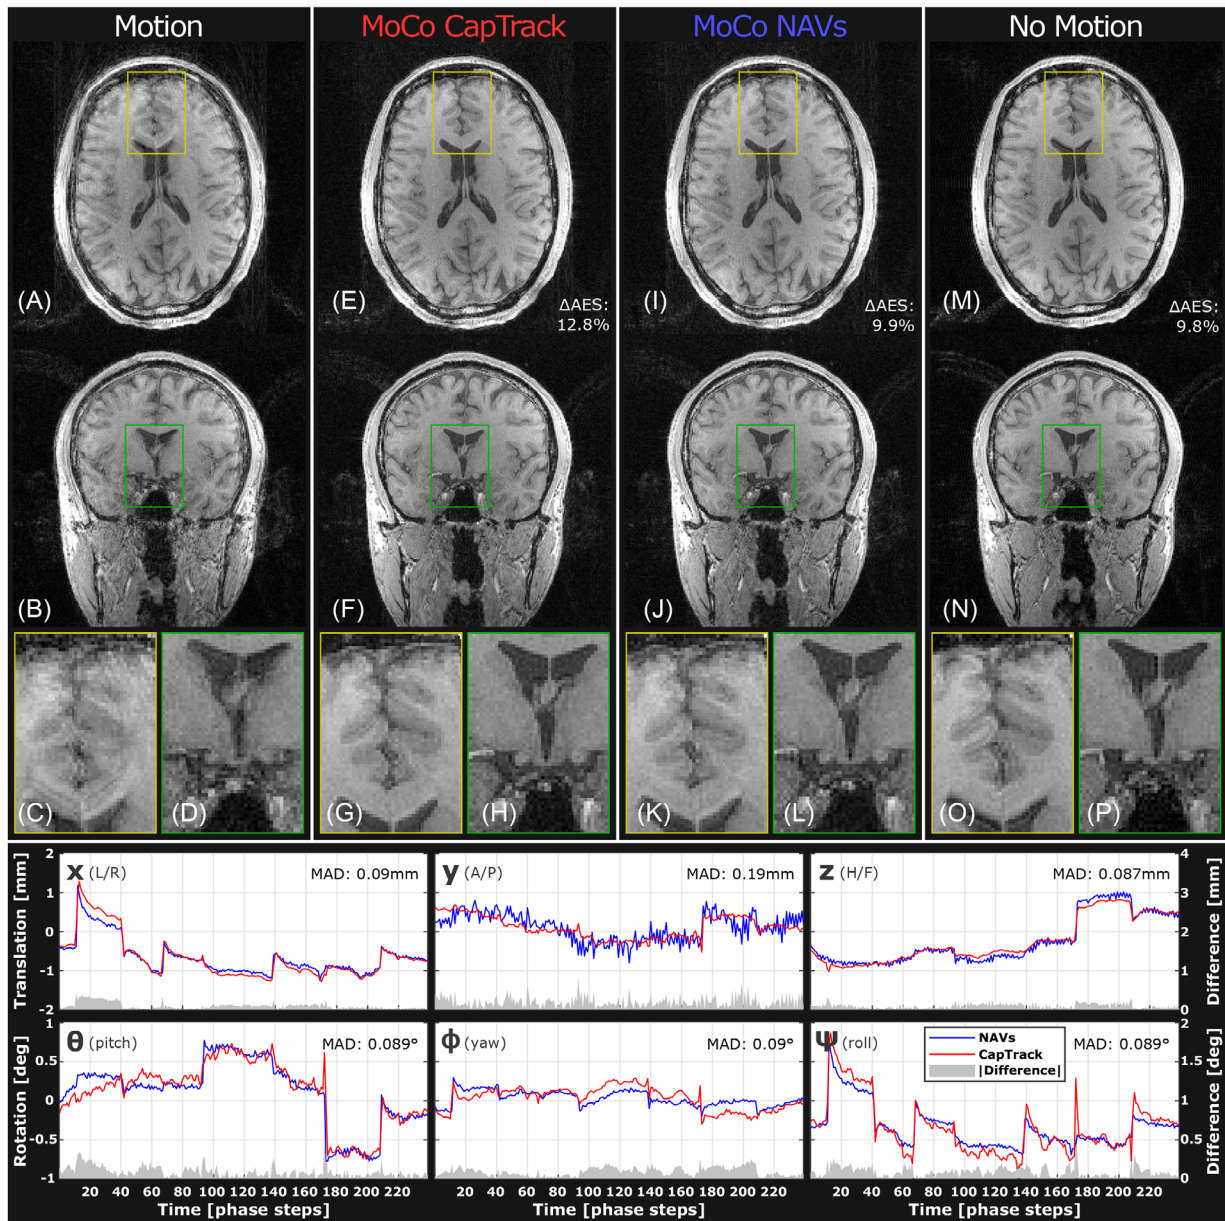 Motion
MoCo CapTrack
MoCo NAVs
No Motion
(A)
(E)
ΔAES:
12.8%
(I)
ΔAES:
9.9%
(M)
ΔAES:
9.8%
(B)
(F)
(J)
(N)
(C)
(D)
(G)
(H)
(K)
(L)
(O)
(P)
Translation [mm]
2
1
0
-1
-2
x (L/R)
MAD: 0.09mm
y (A/P)
MAD: 0.19mm
z (H/F)
MAD: 0.087mm
4
3
2
1
0
Difference [mm]
Rotation [deg]
1
0.5
0
-0.5
-1
θ (pitch)
MAD: 0.089°
ϕ (yaw)
MAD: 0.09°
Ψ (roll)
NAVs
CapTrack
|Difference|
MAD: 0.089°
2
1.5
1
0.5
0
Difference [mm]
20 40 60 80 100 120 140 160 180 200 220
20 40 60 80 100 120 140 160 180 200 220
20 40 60 80 100 120 140 160 180 200 220
Time [phase steps]
Time [phase steps]
Time [phase steps]